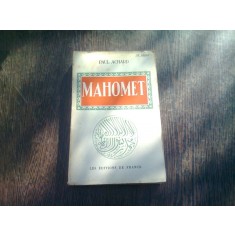 PAUL ACHARD
MAHOMET
LES ÉDITIONS DE FRANCE